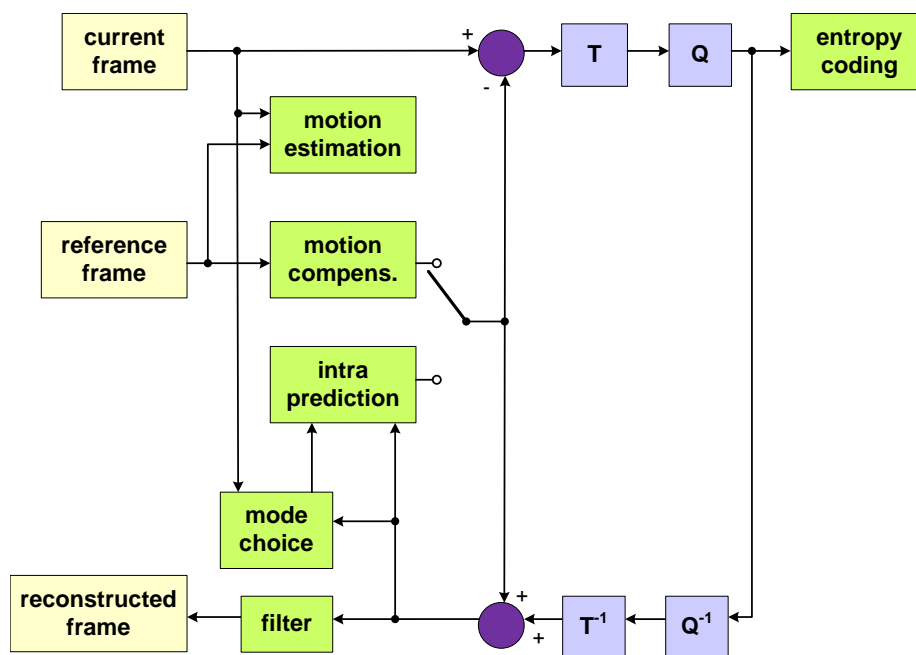 current
frame
+
-
T
Q
entropy
coding
motion
estimation
reference
frame
motion
compens.
intra
prediction
mode
choice
reconstructed
frame
filter
+
+
T-1
Q-1